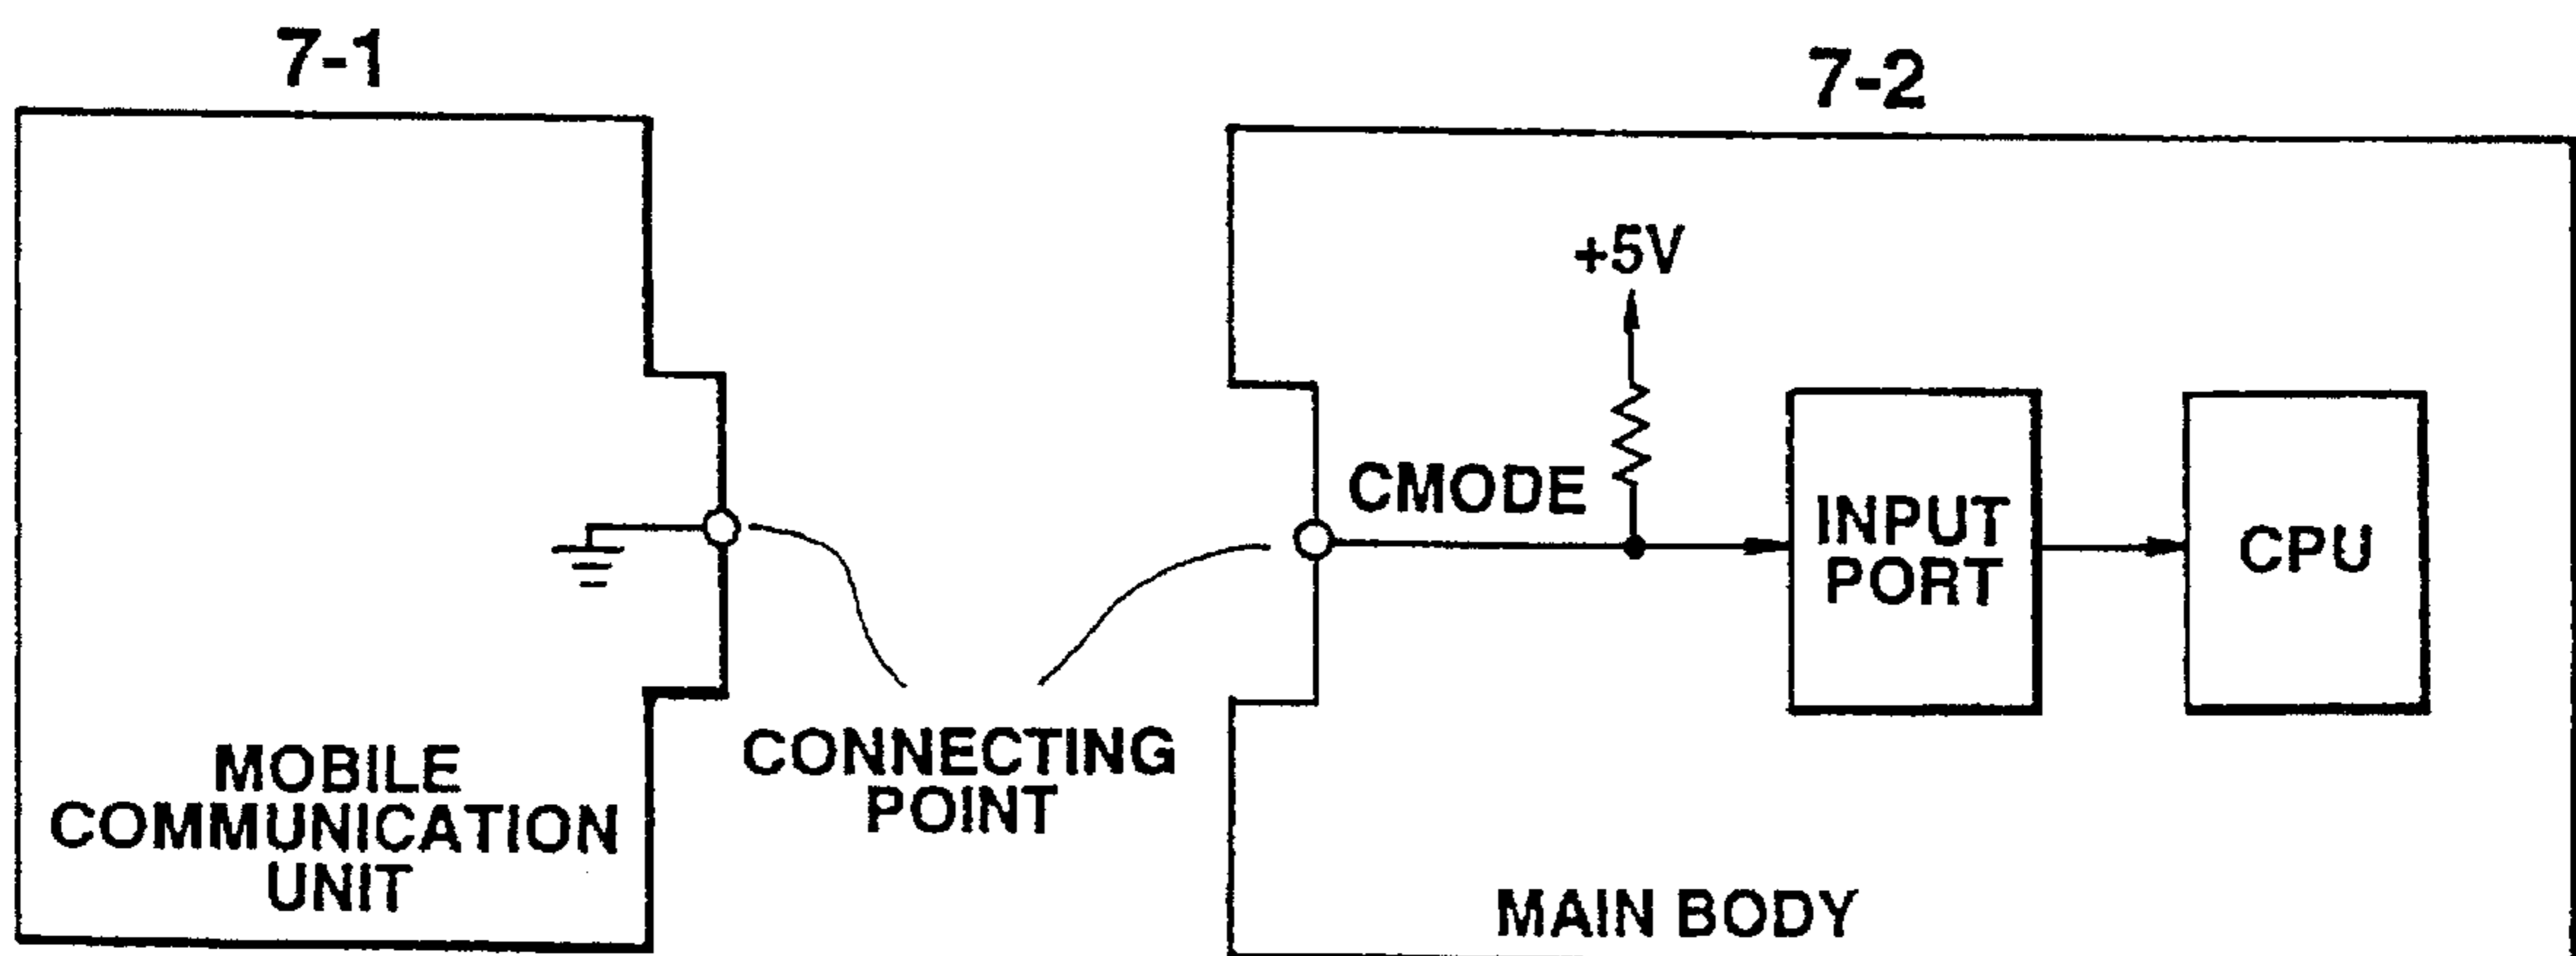 7-1
7-2
+5V
CMODE
INPUT
PORT
CPU
CONNECTING
POINT
MOBILE
COMMUNICATION
UNIT
MAIN BODY